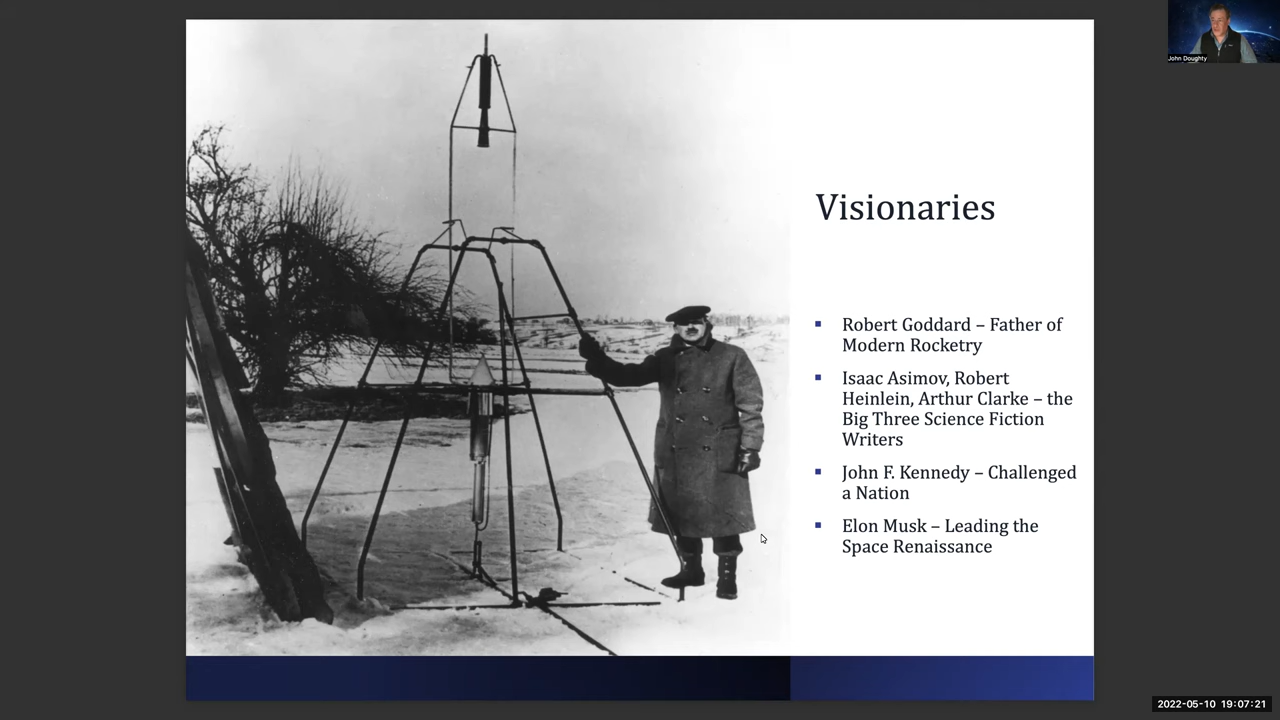 John Doughty
Visionaries
Robert Goddard – Father of
Modern Rocketry
Isaac Asimov, Robert
Heinlein, Arthur Clarke – the
Big Three Science Fiction
Writers
John F. Kennedy – Challenged
a Nation
Elon Musk – Leading the
Space Renaissance
2022-05-10 19:07:21